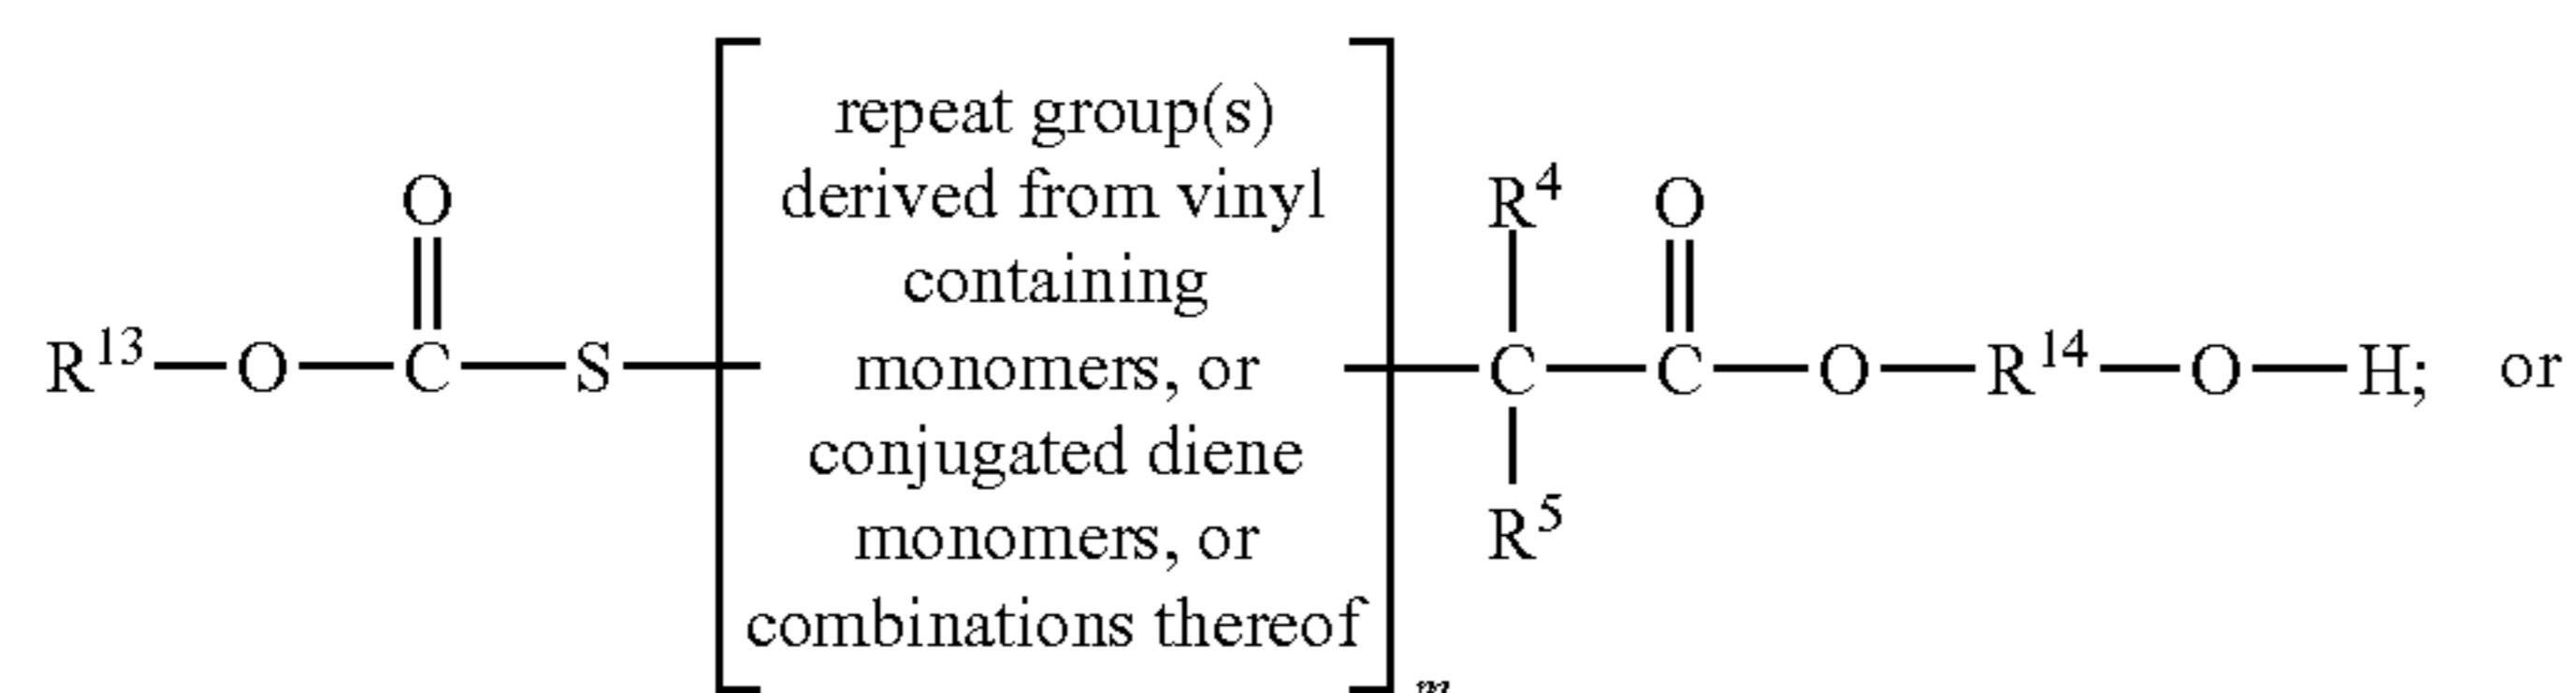 repeat group(s)
derived from vinyl
containing
monomers, or
conjugated diene
monomers, or
combinations thereof
O
R4 O
R13—O—C—S— —C—C—O—R14—O—H; or
R5
m